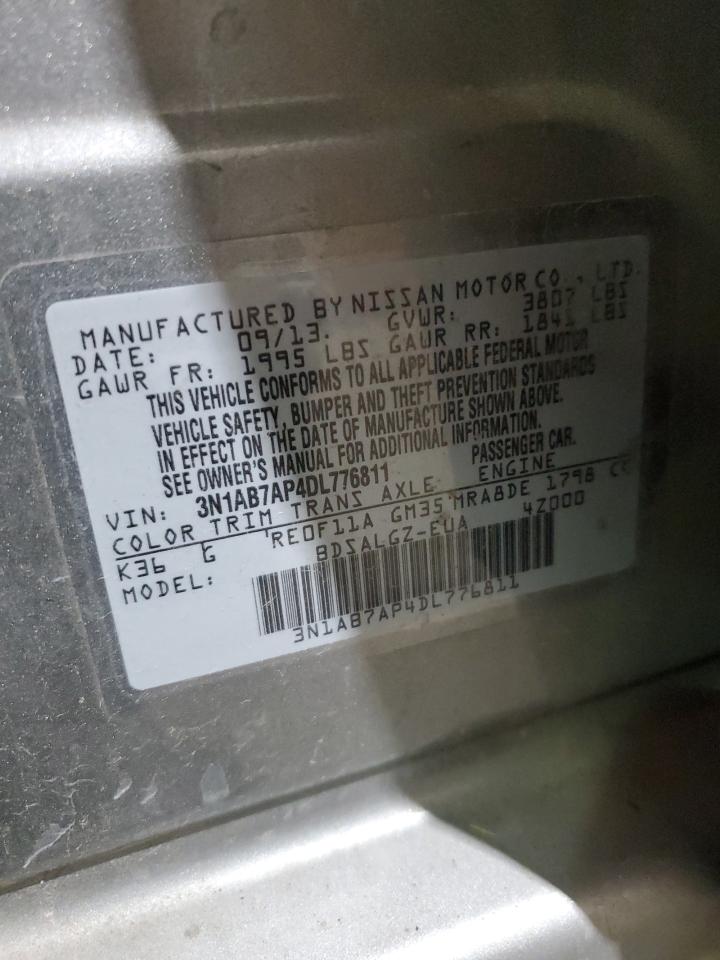 MANUFACTURED BY NISSAN MOTOR CO., LTD.
DATE: 09/13. GVWR: 3807 LBS
GAWR FR: 1995 LBS GAWR RR: 1841 LBS
THIS VEHICLE CONFORMS TO ALL APPLICABLE FEDERAL MOTOR
VEHICLE SAFETY, BUMPER AND THEFT PREVENTION STANDARDS
IN EFFECT ON THE DATE OF MANUFACTURE SHOWN ABOVE.
SEE OWNER'S MANUAL FOR ADDITIONAL INFORMATION.
VIN: 3N1AB7AP4DL776811 PASSENGER CAR.
COLOR TRIM TRANS AXLE ENGINE
K36 G RE0F11A GM35 MRA8DE 1798 CC
MODEL: BDSALGZ-EUA 4Z000
3N1AB7AP4DL776811